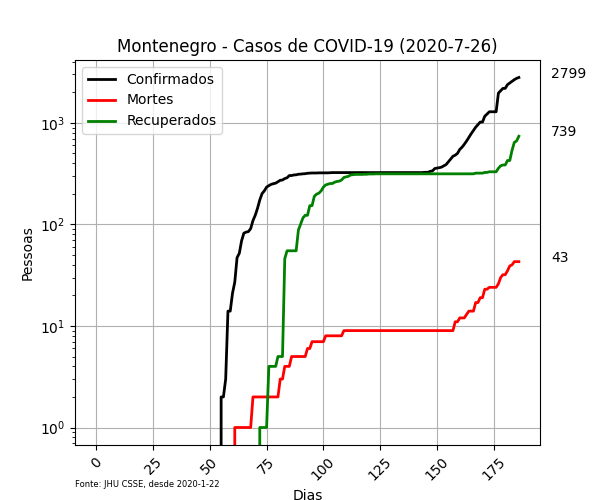 Montenegro - Casos de COVID-19 (2020-7-26)
Confirmados
Mortes
Recuperados
2799
739
43
Pessoas
10³
10²
10¹
10⁰
0 25 50 75 100 125 150 175
Fonte: JHU CSSE, desde 2020-1-22
Dias